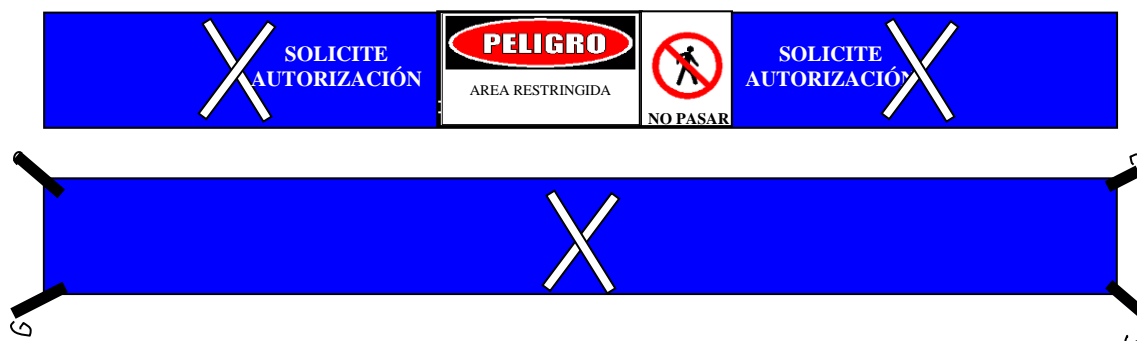 SOLICITE
AUTORIZACIÓN
PELIGRO
AREA RESTRINGIDA
NO PASAR
SOLICITE
AUTORIZACIÓN